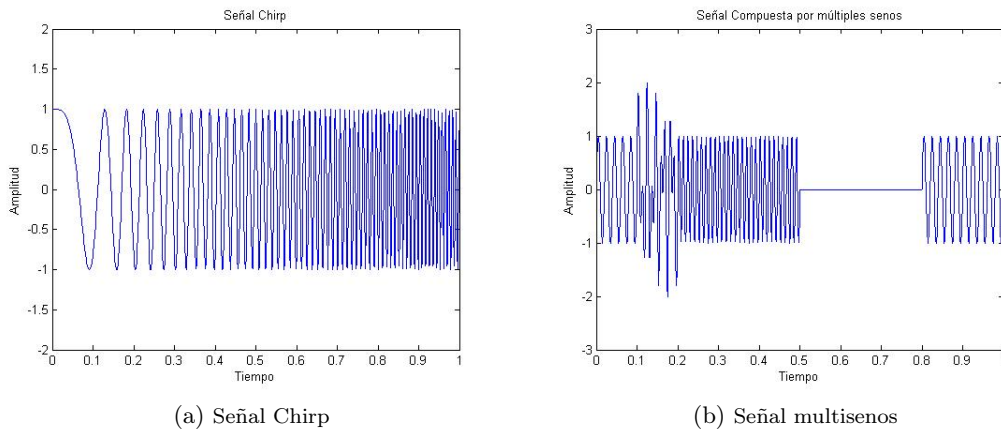 Señal Chirp
2
1.5
1
0.5
0
-0.5
-1
-1.5
-2
Amplitud
0 0.1 0.2 0.3 0.4 0.5 0.6 0.7 0.8 0.9 1
Tiempo
(a) Señal Chirp
Señal Compuesta por múltiples senos
3
2
1
0
-1
-2
-3
Amplitud
0 0.1 0.2 0.3 0.4 0.5 0.6 0.7 0.8 0.9
Tiempo
(b) Señal multisenos